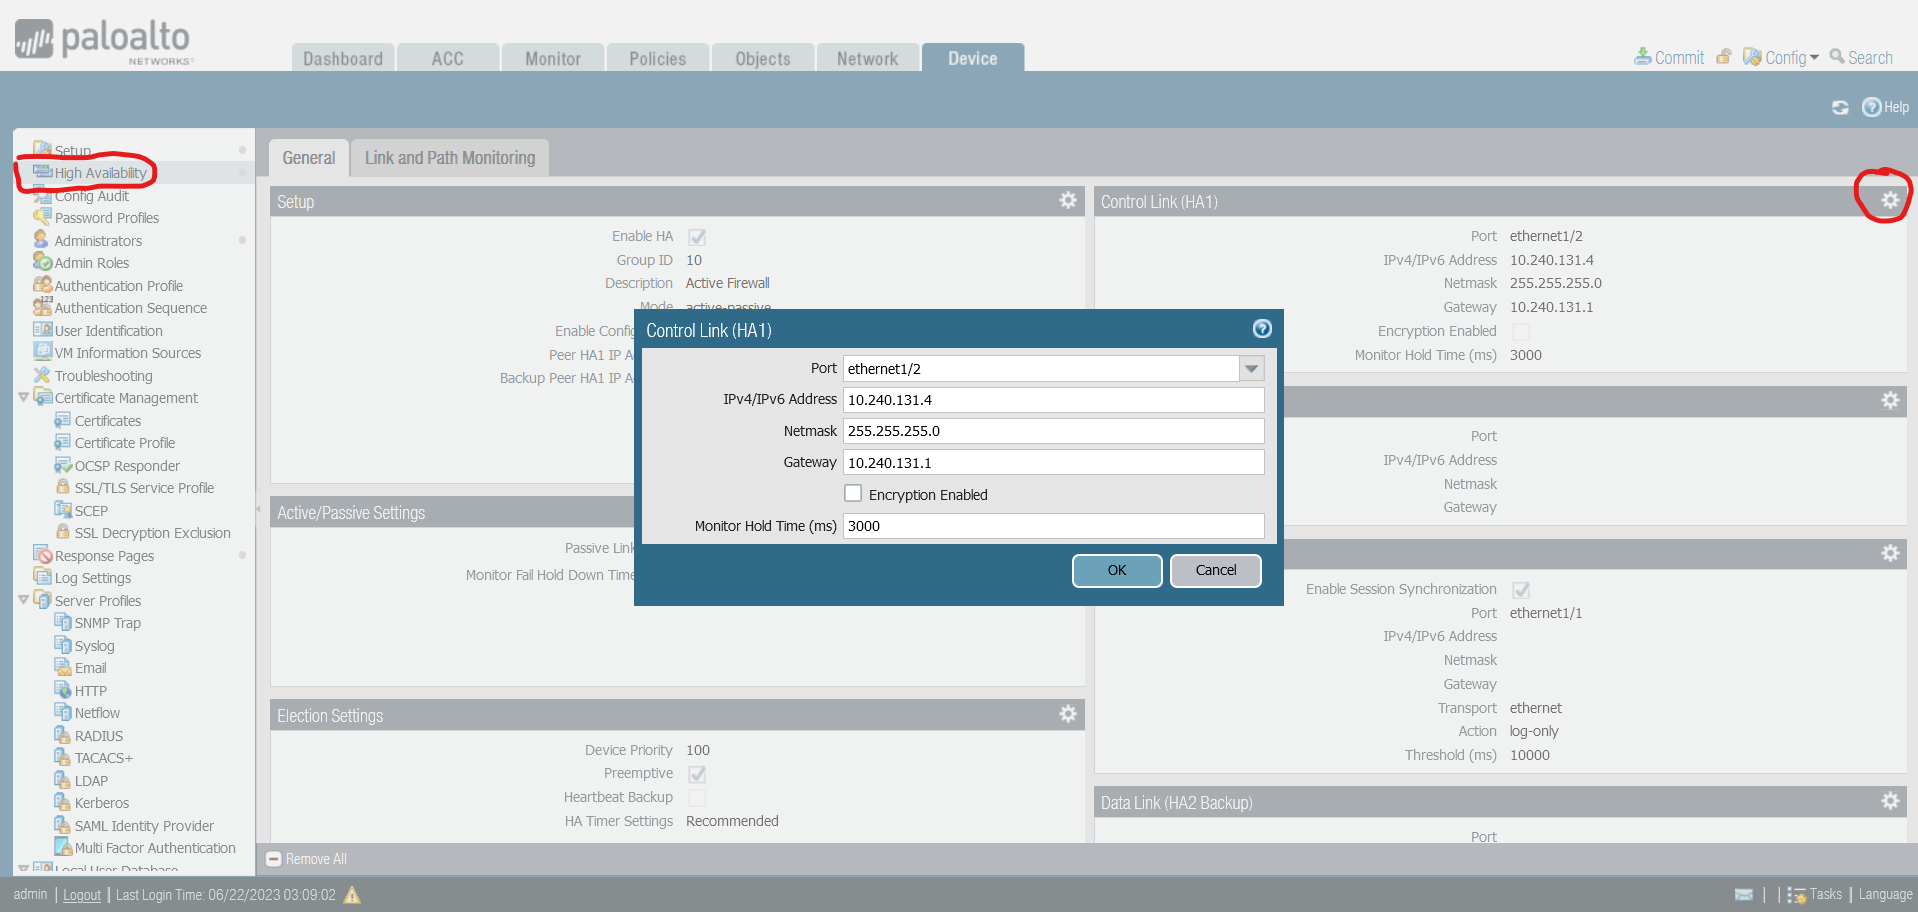 paloalto
NETWORKS
Dashboard
ACC
Monitor
Policies
Objects
Network
Device
Commit
Config
Search
Help
Setup
High Availability
Config Audit
Password Profiles
Administrators
Admin Roles
Authentication Profile
Authentication Sequence
User Identification
VM Information Sources
Troubleshooting
Certificate Management
Certificates
Certificate Profile
OCSP Responder
SSL/TLS Service Profile
SCEP
SSL Decryption Exclusion
Response Pages
Log Settings
Server Profiles
SNMP Trap
Syslog
Email
HTTP
Netflow
RADIUS
TACACS+
LDAP
Kerberos
SAML Identity Provider
Multi Factor Authentication
Local User Database
General
Link and Path Monitoring
Setup
Enable HA
Group ID 10
Description Active Firewall
Mode active-passive
Enable Config
Peer HA1 IP A
Backup Peer HA1 IP A
Active/Passive Settings
Passive Link
Monitor Fail Hold Down Time
Election Settings
Device Priority 100
Preemptive
Heartbeat Backup
HA Timer Settings Recommended
Remove All
Control Link (HA1)
Port ethernet1/2
IPv4/IPv6 Address 10.240.131.4
Netmask 255.255.255.0
Gateway 10.240.131.1
Encryption Enabled
Monitor Hold Time (ms) 3000
Port
IPv4/IPv6 Address
Netmask
Gateway
Enable Session Synchronization
Port ethernet1/1
IPv4/IPv6 Address
Netmask
Gateway
Transport ethernet
Action log-only
Threshold (ms) 10000
Data Link (HA2 Backup)
Port
Control Link (HA1)
Port ethernet1/2
IPv4/IPv6 Address 10.240.131.4
Netmask 255.255.255.0
Gateway 10.240.131.1
Encryption Enabled
Monitor Hold Time (ms) 3000
OK
Cancel
admin | Logout | Last Login Time: 06/22/2023 03:09:02
Tasks | Language